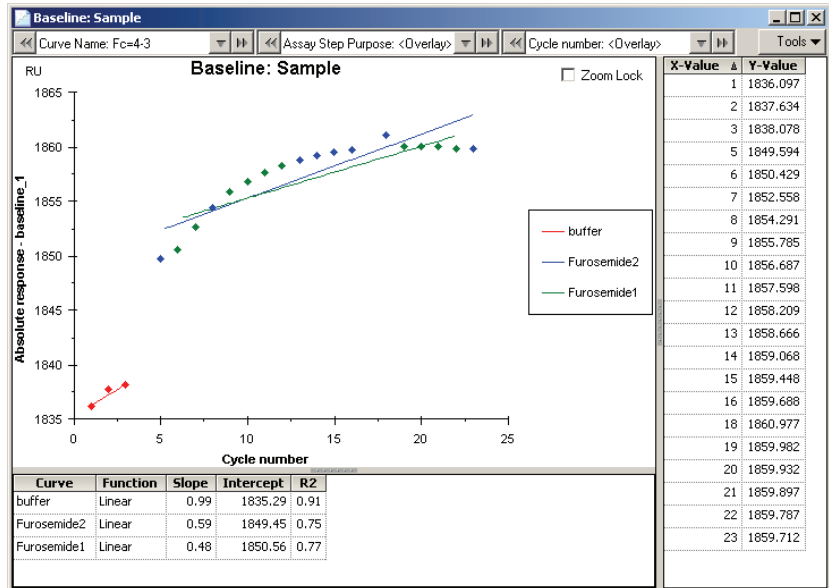 Baseline: Sample
Curve Name: Fc=4-3
Assay Step Purpose: <Overlay>
Cycle number: <Overlay>
Tools
RU
Baseline: Sample
Zoom Lock
1865
1860
1855
1850
1845
1840
1835
Absolute response - baseline_1
0 5 10 15 20 25
Cycle number
buffer
Furosemide2
Furosemide1
X-Value Y-Value
1 1836.097
2 1837.634
3 1838.078
5 1849.594
6 1850.429
7 1852.558
8 1854.291
9 1855.785
10 1856.687
11 1857.598
12 1858.209
13 1858.666
14 1859.068
15 1859.448
16 1859.688
18 1860.977
19 1859.982
20 1859.932
21 1859.897
22 1859.787
23 1859.712
Curve Function Slope Intercept R2
buffer Linear 0.99 1835.29 0.91
Furosemide2 Linear 0.59 1849.45 0.75
Furosemide1 Linear 0.48 1850.56 0.77